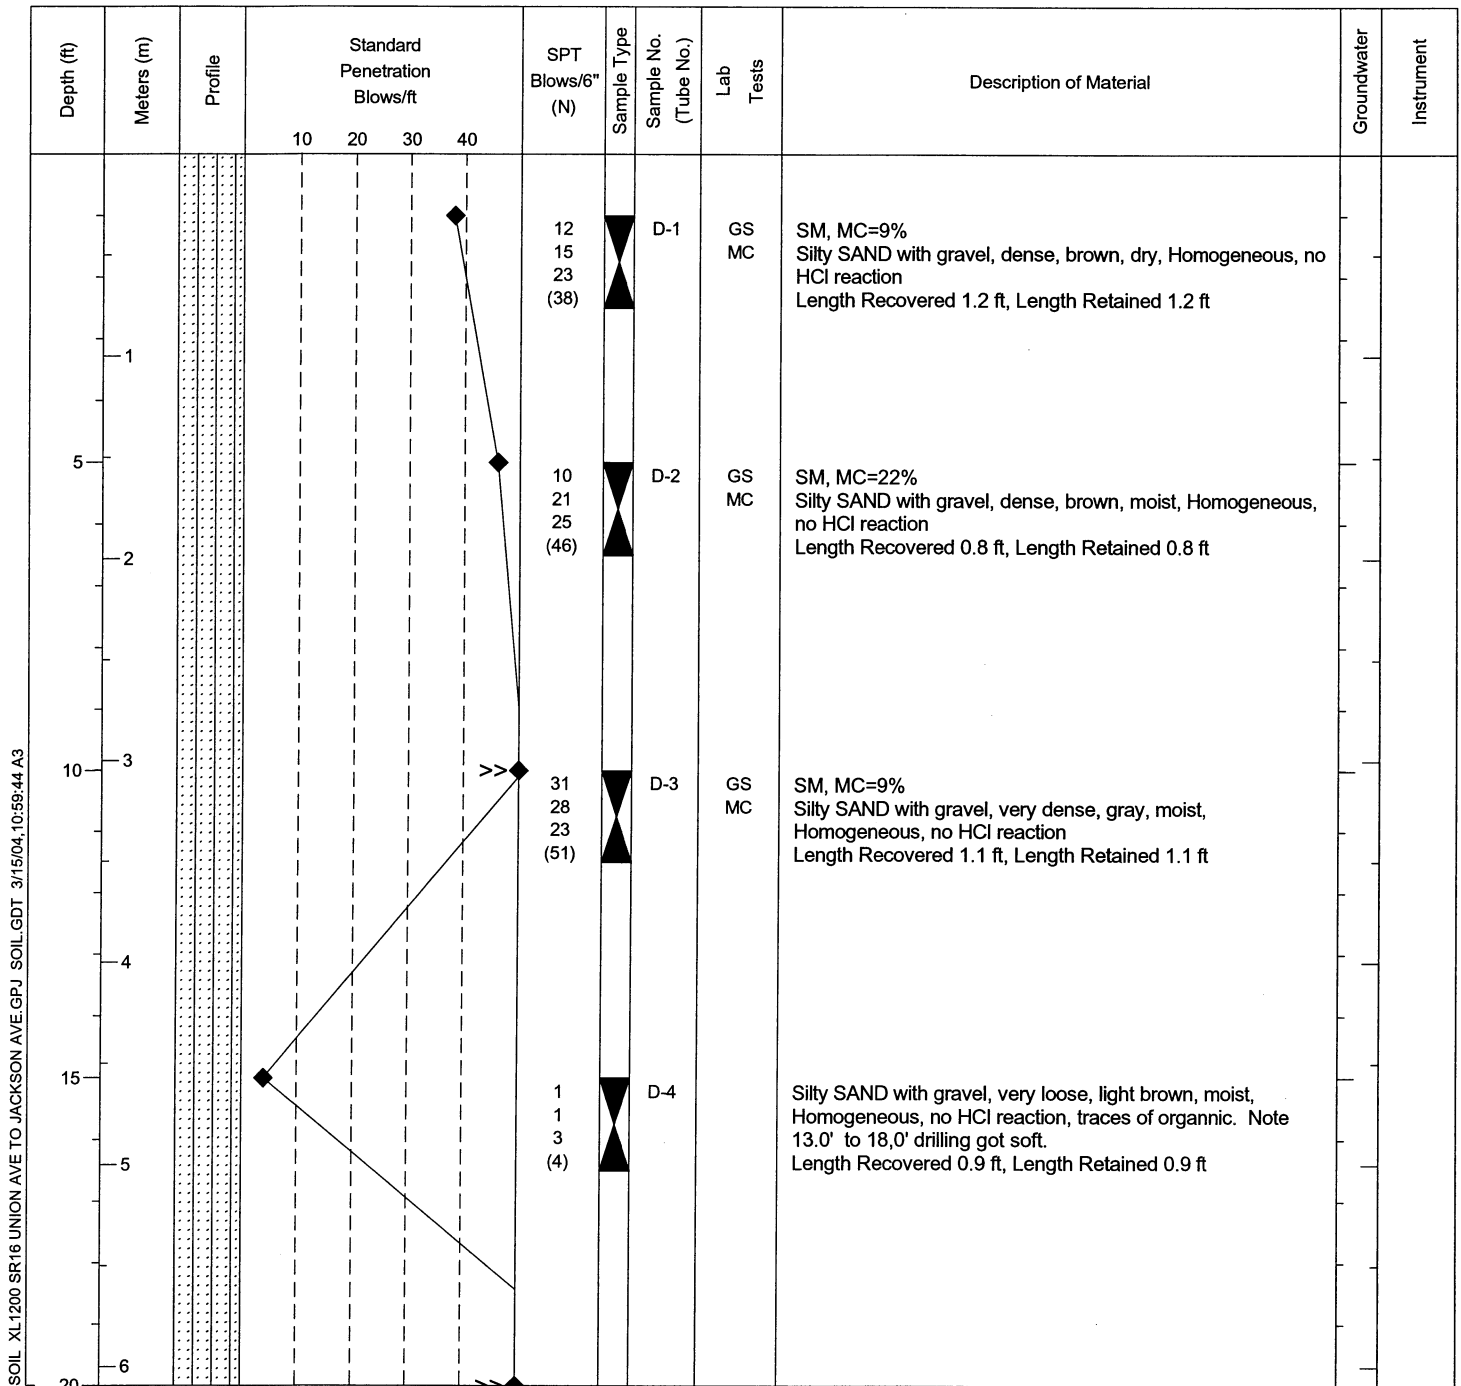 Depth (ft)
Meters (m)
Profile
Standard
Penetration
Blows/ft
10 20 30 40
SPT
Blows/6"
(N)
Sample Type
Sample No.
(Tube No.)
Lab
Tests
Description of Material
Groundwater
Instrument
12
15
23
(38)
D-1
GS
MC
SM, MC=9%
Silty SAND with gravel, dense, brown, dry, Homogeneous, no
HCl reaction
Length Recovered 1.2 ft, Length Retained 1.2 ft
1
5
10
21
25
(46)
D-2
GS
MC
SM, MC=22%
Silty SAND with gravel, dense, brown, moist, Homogeneous,
no HCl reaction
Length Recovered 0.8 ft, Length Retained 0.8 ft
2
3
10
>>
31
28
23
(51)
D-3
GS
MC
SM, MC=9%
Silty SAND with gravel, very dense, gray, moist,
Homogeneous, no HCl reaction
Length Recovered 1.1 ft, Length Retained 1.1 ft
4
15
1
1
3
(4)
D-4
Silty SAND with gravel, very loose, light brown, moist,
Homogeneous, no HCl reaction, traces of organnic. Note
13.0' to 18,0' drilling got soft.
Length Recovered 0.9 ft, Length Retained 0.9 ft
5
6
20
>>
SOIL XL1200 SR16 UNION AVE TO JACKSON AVE.GPJ SOIL.GDT 3/15/04,10:59:44 A3